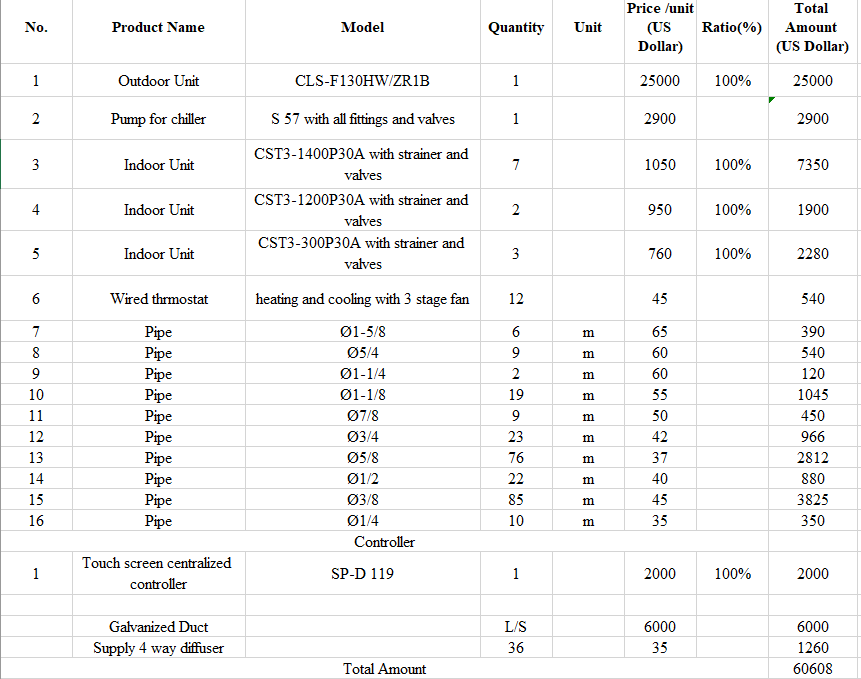 No. Product Name Model Quantity Unit Price /unit (US Dollar) Ratio(%) Total Amount (US Dollar)
1 Outdoor Unit CLS-F130HW/ZR1B 1 25000 100% 25000
2 Pump for chiller S 57 with all fittings and valves 1 2900 2900
3 Indoor Unit CST3-1400P30A with strainer and valves 7 1050 100% 7350
4 Indoor Unit CST3-1200P30A with strainer and valves 2 950 100% 1900
5 Indoor Unit CST3-300P30A with strainer and valves 3 760 100% 2280
6 Wired thrmostat heating and cooling with 3 stage fan 12 45 540
7 Pipe Ø1-5/8 6 m 65 390
8 Pipe Ø5/4 9 m 60 540
9 Pipe Ø1-1/4 2 m 60 120
10 Pipe Ø1-1/8 19 m 55 1045
11 Pipe Ø7/8 9 m 50 450
12 Pipe Ø3/4 23 m 42 966
13 Pipe Ø5/8 76 m 37 2812
14 Pipe Ø1/2 22 m 40 880
15 Pipe Ø3/8 85 m 45 3825
16 Pipe Ø1/4 10 m 35 350
Controller
1 Touch screen centralized controller SP-D 119 1 2000 100% 2000
Galvanized Duct L/S 6000 6000
Supply 4 way diffuser 36 35 1260
Total Amount 60608